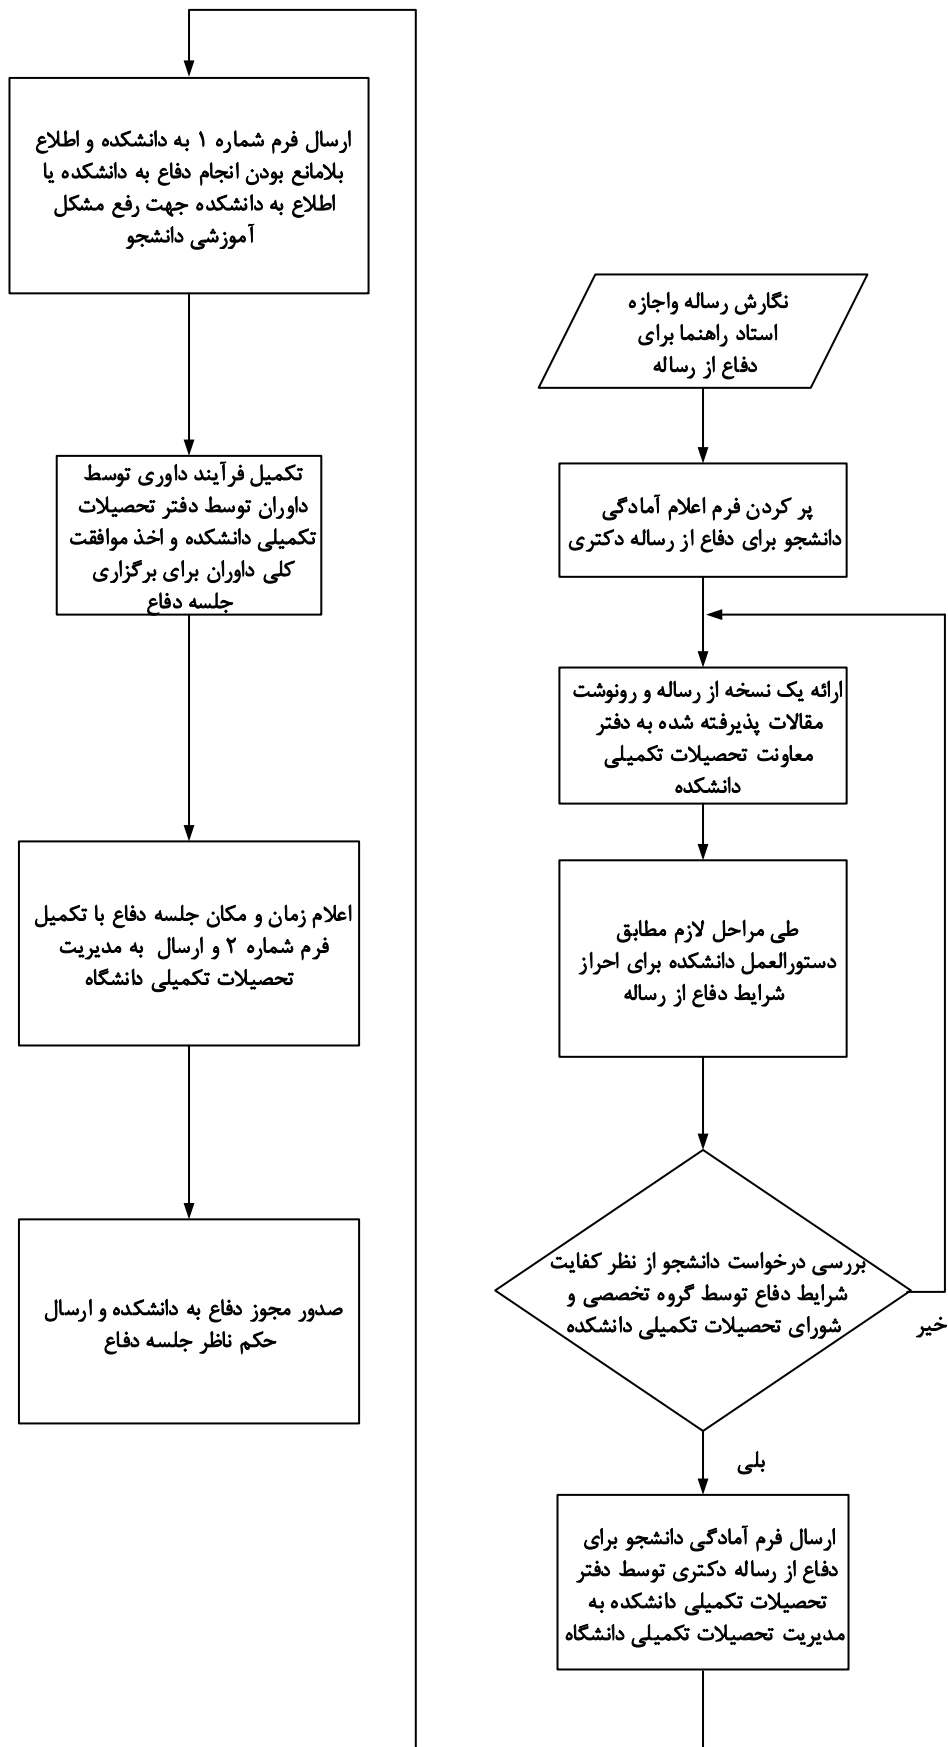 نگارش رساله واجازه
استاد راهنما برای
دفاع از رساله
پر کردن فرم اعلام آمادگی
دانشجو برای دفاع از رساله دکتری
ارائه یک نسخه از رساله و رونوشت
مقالات پذیرفته شده به دفتر
معاونت تحصیلات تکمیلی
دانشکده
طی مراحل لازم مطابق
دستورالعمل دانشکده برای احراز
شرایط دفاع از رساله
بررسی درخواست دانشجو از نظر کفایت
شرایط دفاع توسط گروه تخصصی و
شورای تحصیلات تکمیلی دانشکده
خیر
بلی
ارسال فرم آمادگی دانشجو برای
دفاع از رساله دکتری توسط دفتر
تحصیلات تکمیلی دانشکده به
مدیریت تحصیلات تکمیلی دانشگاه
ارسال فرم شماره ۱ به دانشکده و اطلاع
بلامانع بودن انجام دفاع به دانشکده یا
اطلاع به دانشکده جهت رفع مشکل
آموزشی دانشجو
تکمیل فرآیند داوری توسط
داوران توسط دفتر تحصیلات
تکمیلی دانشکده و اخذ موافقت
کلی داوران برای برگزاری
جلسه دفاع
اعلام زمان و مکان جلسه دفاع با تکمیل
فرم شماره ۲ و ارسال به مدیریت
تحصیلات تکمیلی دانشگاه
صدور مجوز دفاع به دانشکده و ارسال
حکم ناظر جلسه دفاع